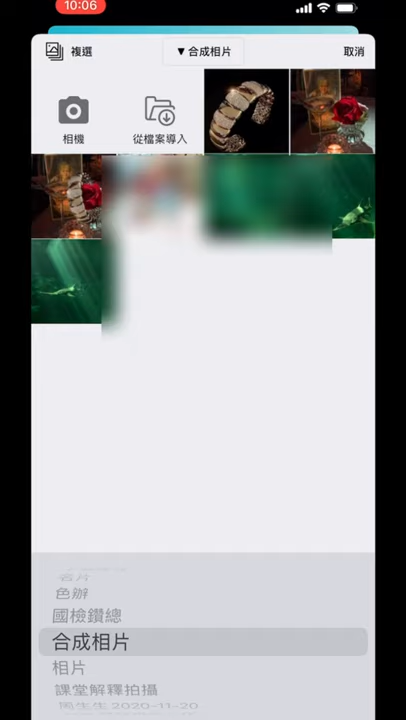 10:06
複選
▼合成相片
取消
相機
從檔案導入
色辦
國檢鑽總
合成相片
相片
課堂解釋拍攝